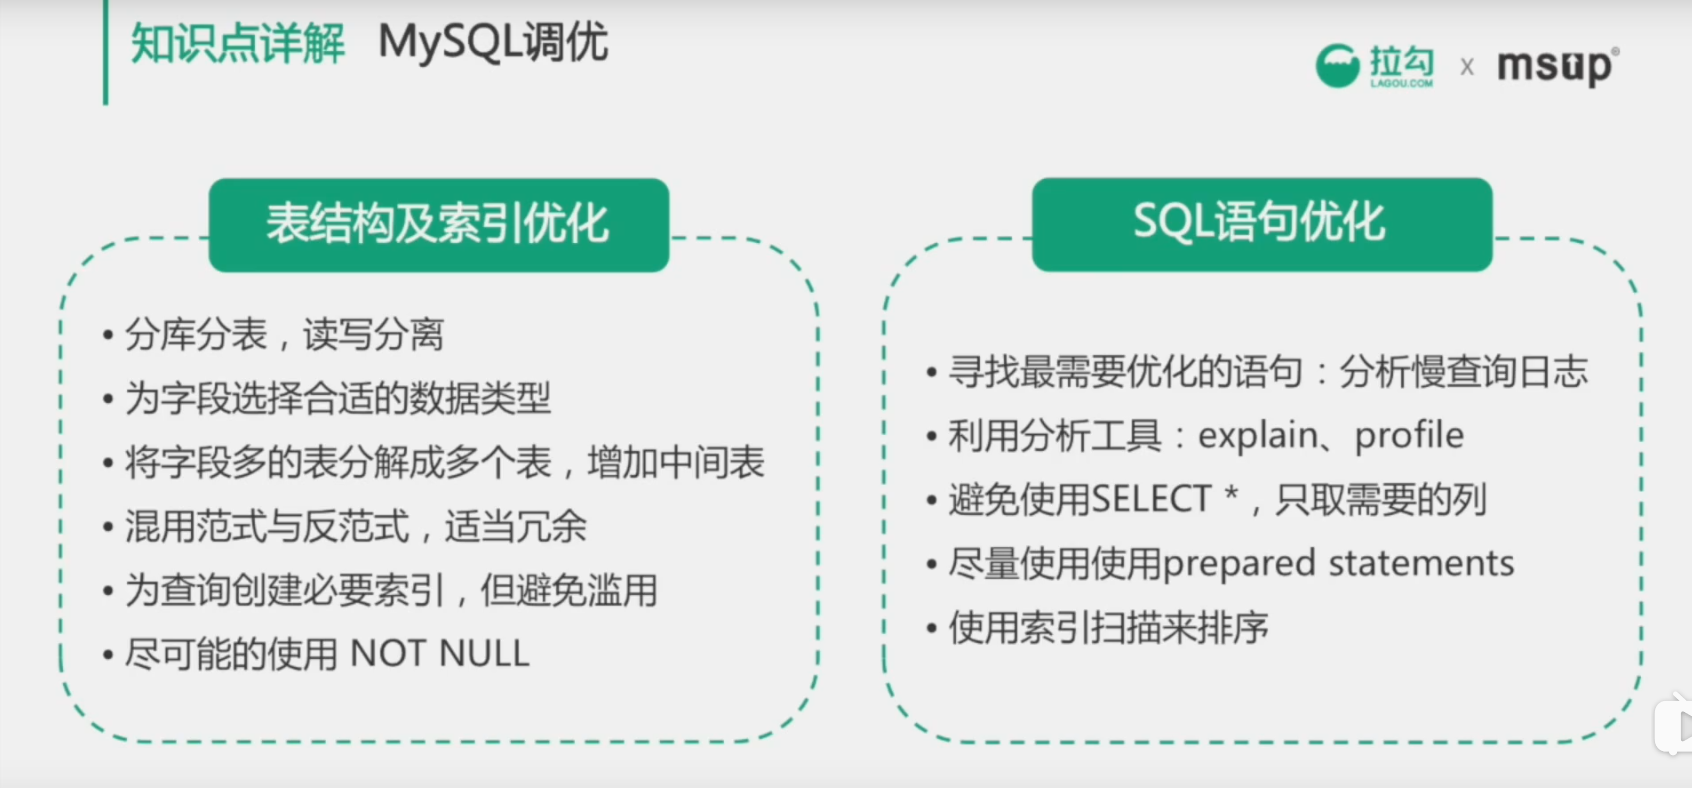 知识点详解 MySQL调优
拉勾 x msup®
LAGOU.COM
表结构及索引优化
• 分库分表，读写分离
• 为字段选择合适的数据类型
• 将字段多的表分解成多个表，增加中间表
• 混用范式与反范式，适当冗余
• 为查询创建必要索引，但避免滥用
• 尽可能的使用 NOT NULL
SQL语句优化
• 寻找最需要优化的语句：分析慢查询日志
• 利用分析工具：explain、profile
• 避免使用SELECT *，只取需要的列
• 尽量使用使用prepared statements
• 使用索引扫描来排序